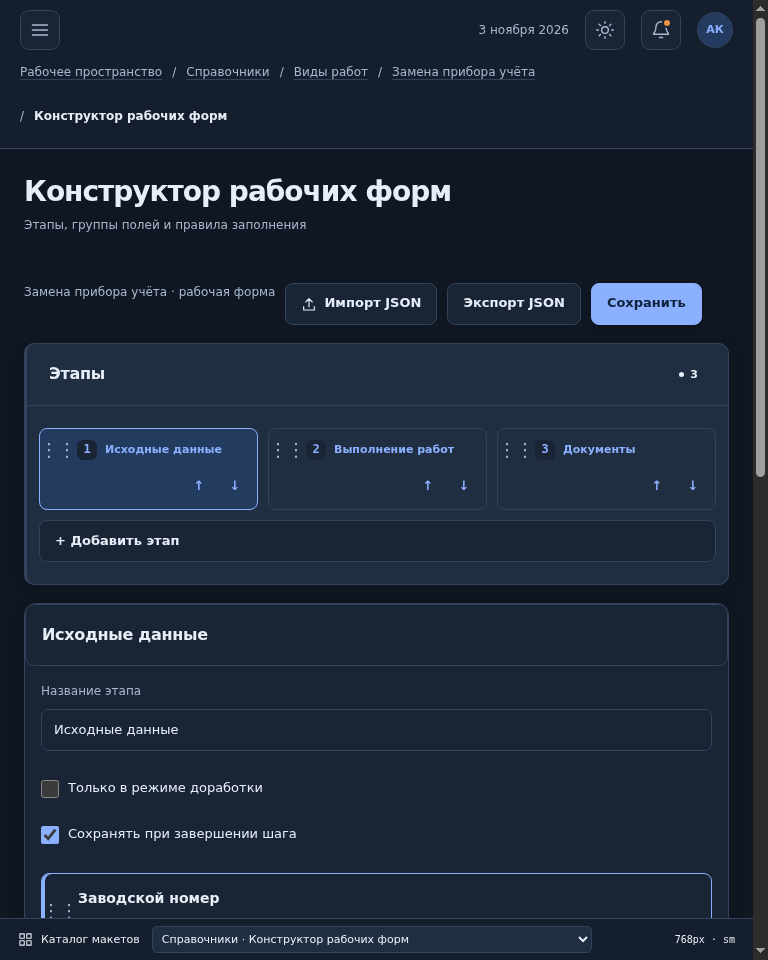 3 ноября 2026
АК
Рабочее пространство / Справочники / Виды работ / Замена прибора учёта
/ Конструктор рабочих форм
Конструктор рабочих форм
Этапы, группы полей и правила заполнения
Замена прибора учёта · рабочая форма
Импорт JSON
Экспорт JSON
Сохранить
Этапы
• 3
1 Исходные данные
↑ ↓
2 Выполнение работ
↑ ↓
3 Документы
↑ ↓
+ Добавить этап
Исходные данные
Название этапа
Исходные данные
Только в режиме доработки
Сохранять при завершении шага
Заводской номер
Каталог макетов
Справочники · Конструктор рабочих форм
768px · sm